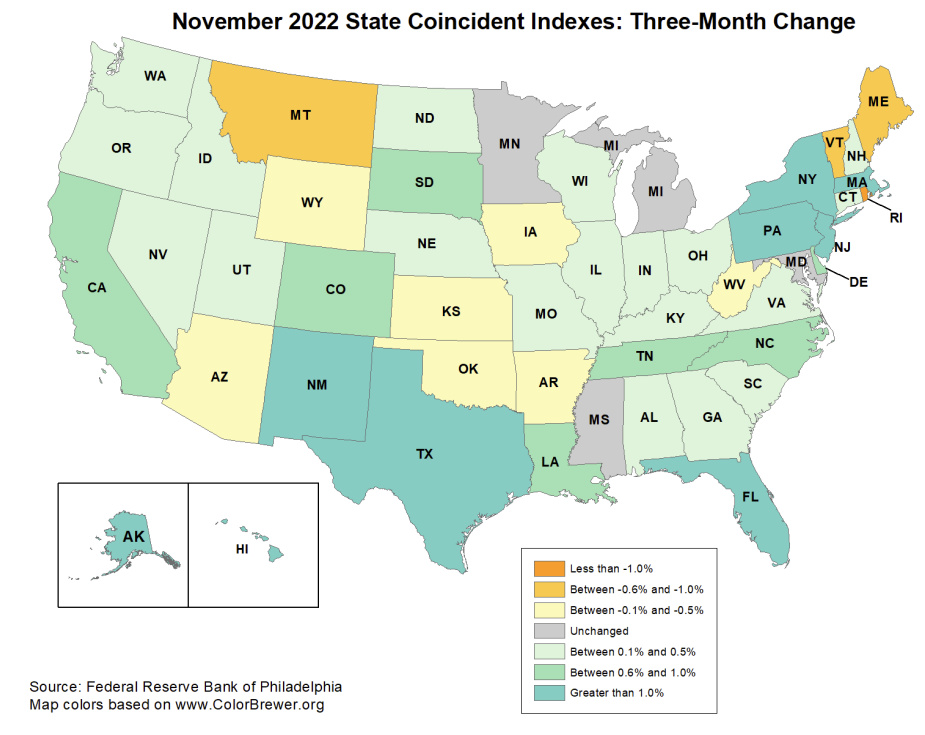 November 2022 State Coincident Indexes: Three-Month Change
WA
MT
ND
MN
MI
ME
VT
NH
OR
ID
SD
WI
MI
NY
MA
CT
RI
WY
IA
PA
NJ
NV
UT
NE
IL
IN
OH
MD
DE
CA
CO
KS
MO
KY
WV
VA
AZ
NM
OK
AR
TN
NC
SC
TX
LA
MS
AL
GA
FL
AK
HI
Less than -1.0%
Between -0.6% and -1.0%
Between -0.1% and -0.5%
Unchanged
Between 0.1% and 0.5%
Between 0.6% and 1.0%
Greater than 1.0%
Source: Federal Reserve Bank of Philadelphia
Map colors based on www.ColorBrewer.org